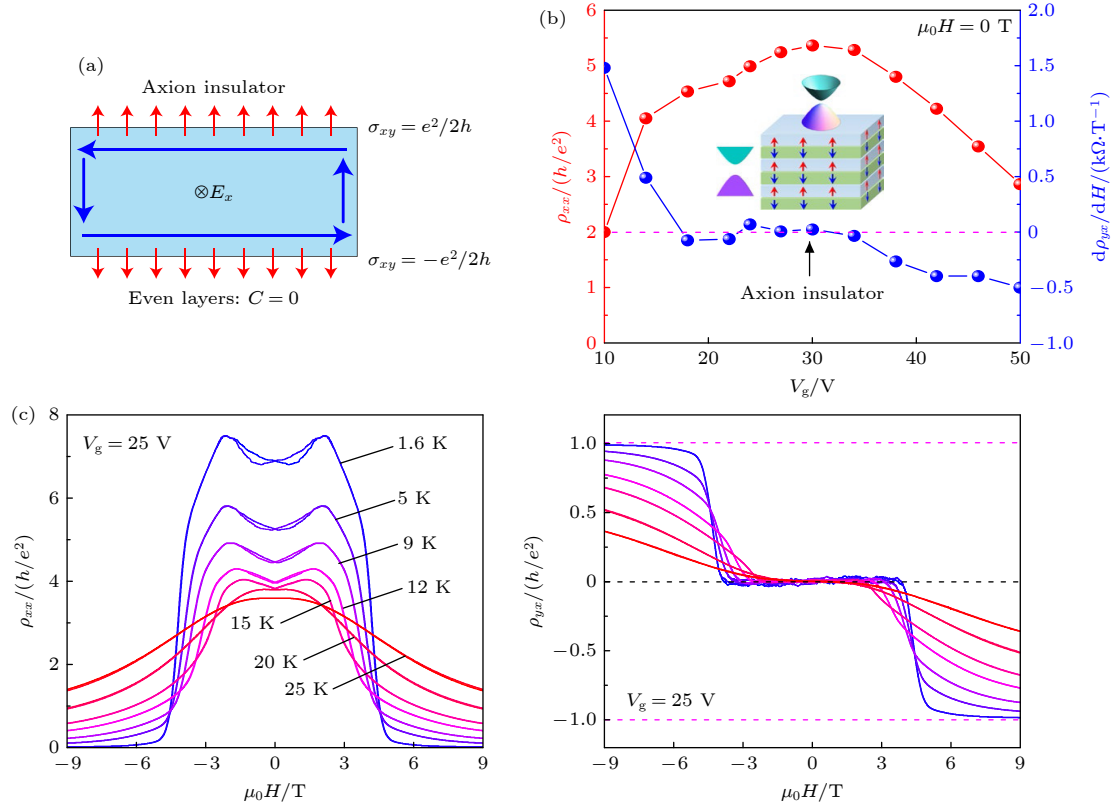 (a)
Axion insulator
σxy = e²/2h
⊗Ex
σxy = −e²/2h
Even layers: C = 0
(b)
μ0H = 0 T
6
5
4
3
2
1
0
ρxx/(h/e²)
2.0
1.5
1.0
0.5
0
−0.5
−1.0
dρyx/dH/(kΩ·T⁻¹)
Axion insulator
10 20 30 40 50
Vg/V
(c)
Vg = 25 V
8
6
4
2
0
ρxx/(h/e²)
1.6 K
5 K
9 K
12 K
15 K
20 K
25 K
−9 −6 −3 0 3 6 9
μ0H/T
1.0
0.5
0
−0.5
−1.0
ρyx/(h/e²)
Vg = 25 V
−9 −6 −3 0 3 6 9
μ0H/T